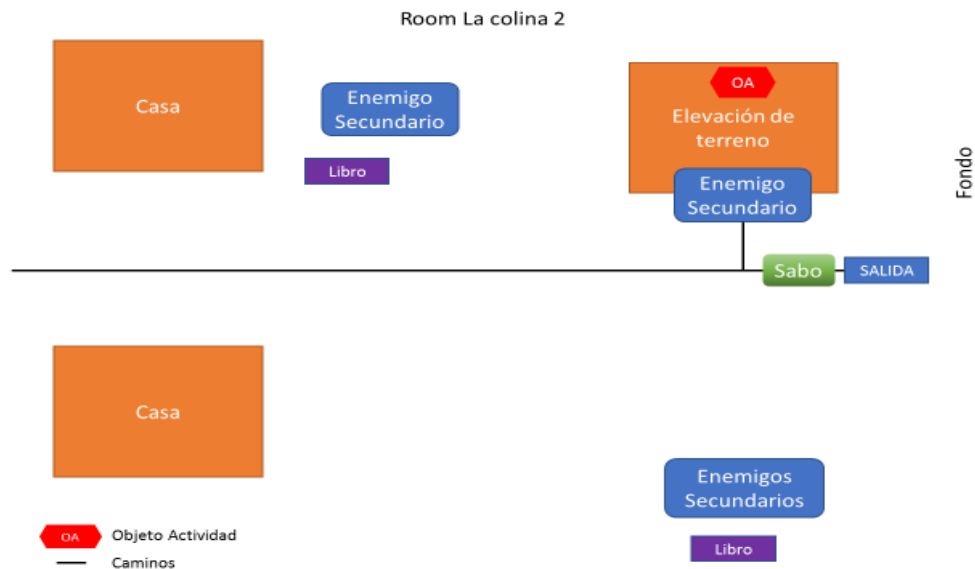 Room La colina 2
Casa
Enemigo
Secundario
Libro
OA
Elevación de
terreno
Enemigo
Secundario
Fondo
Sabo
SALIDA
Casa
Enemigos
Secundarios
Libro
OA Objeto Actividad
Caminos